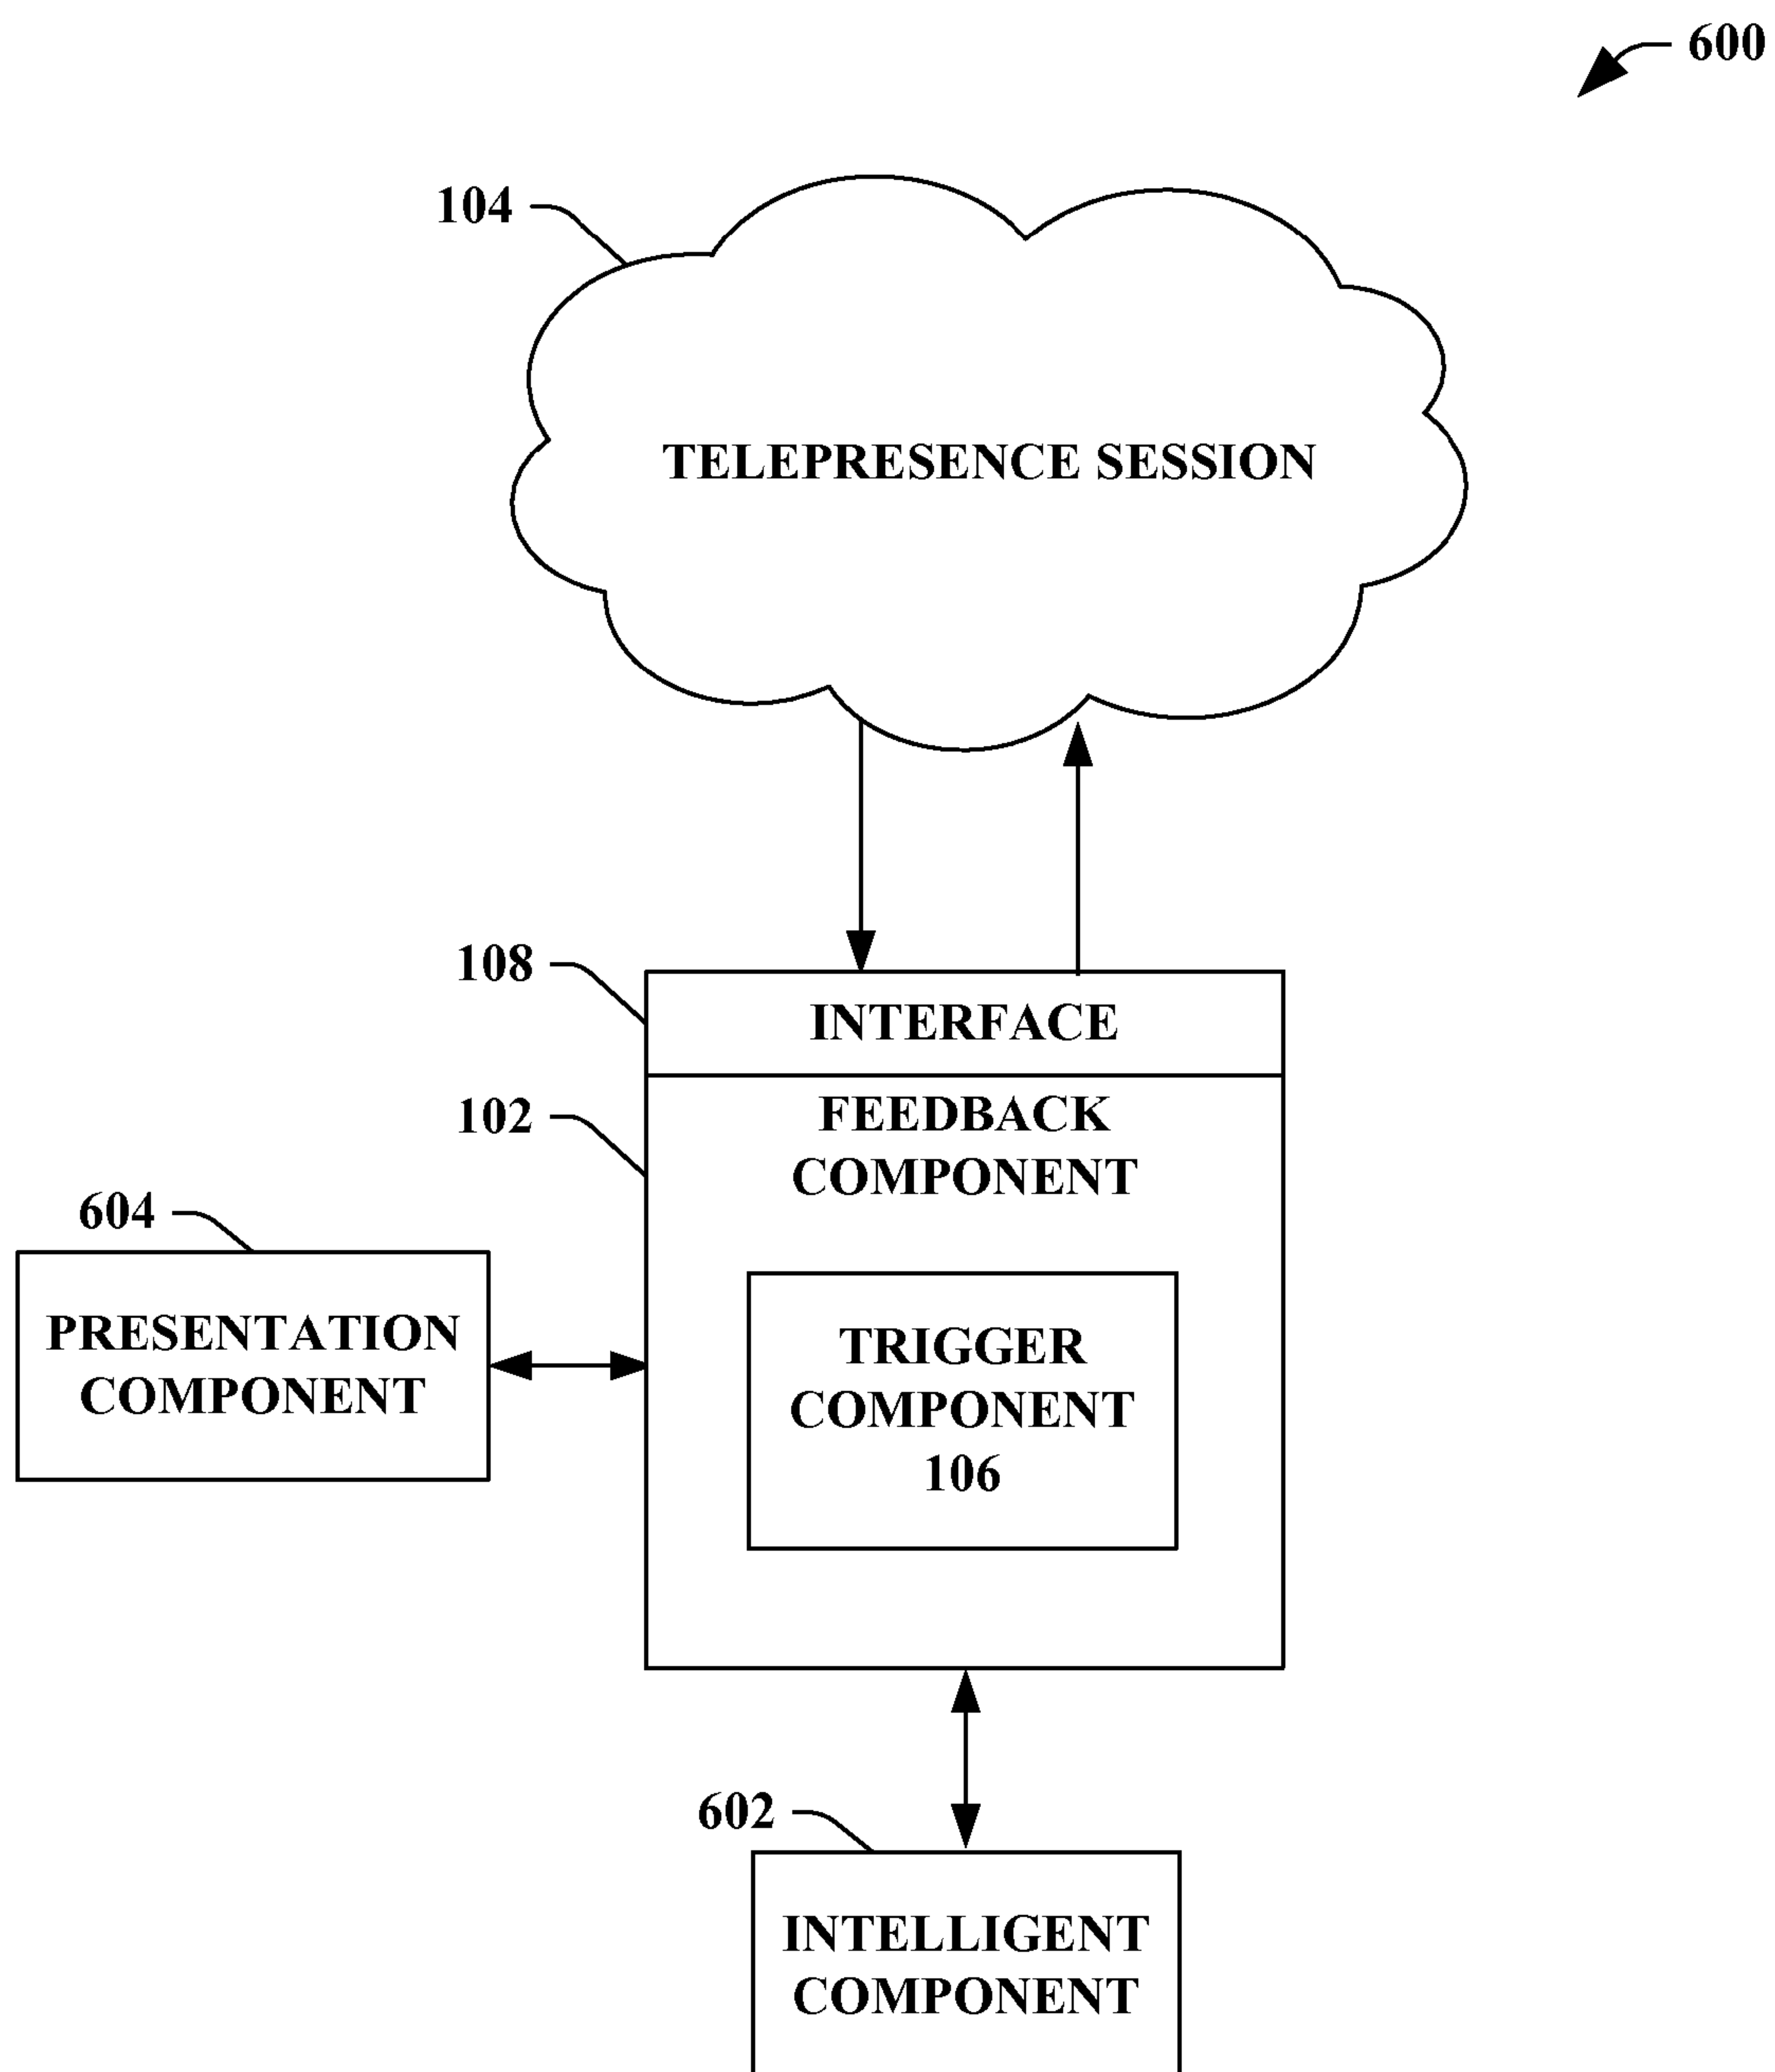 600
104
TELEPRESENCE SESSION
108
INTERFACE
102
FEEDBACK
COMPONENT
604
PRESENTATION
COMPONENT
TRIGGER
COMPONENT
106
602
INTELLIGENT
COMPONENT